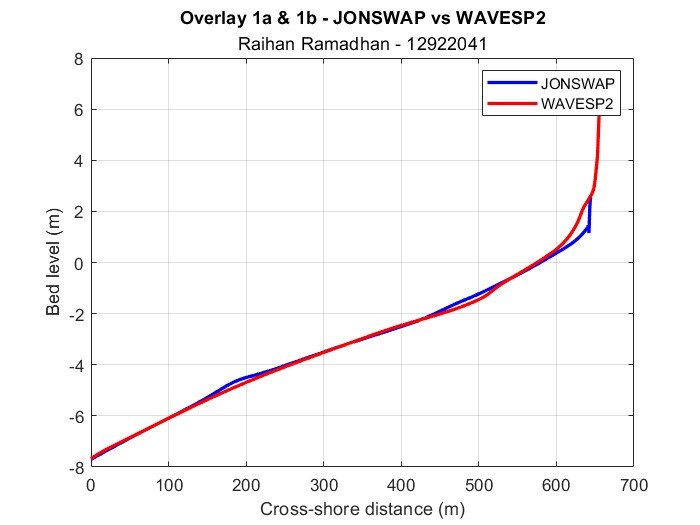 Overlay 1a & 1b - JONSWAP vs WAVESP2
Raihan Ramadhan - 12922041
JONSWAP
WAVESP2
8
6
4
2
0
-2
-4
-6
-8
Bed level (m)
0 100 200 300 400 500 600 700
Cross-shore distance (m)